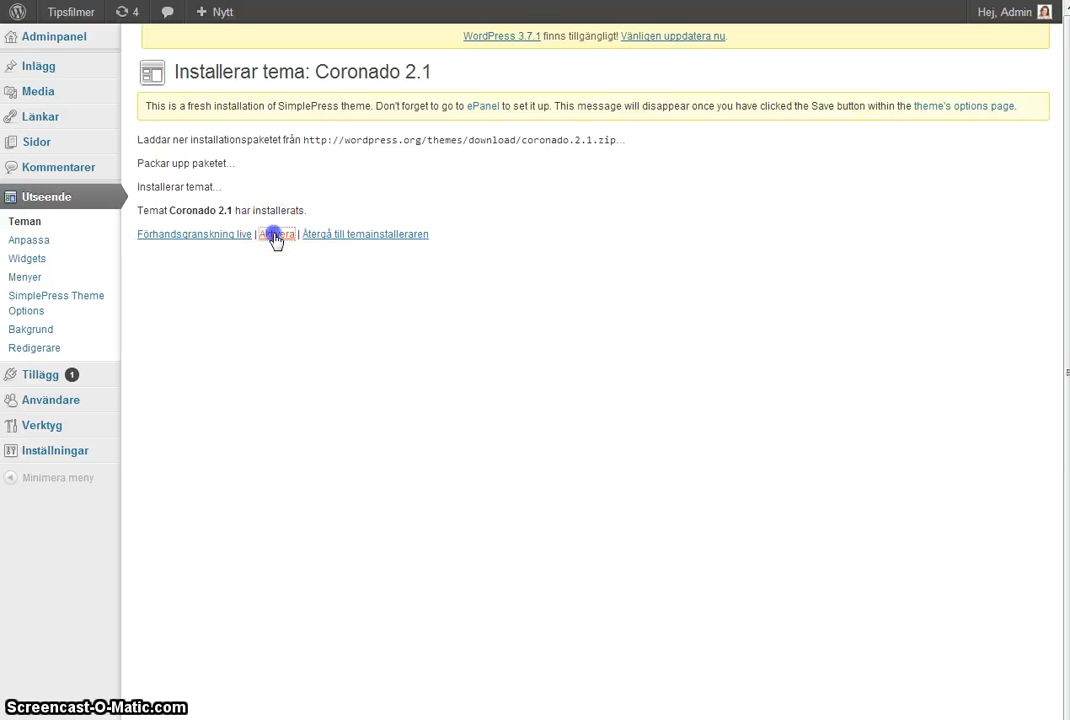 Tipsfilmer 4 Nytt Hej, Admin
Adminpanel
Inlägg
Media
Länkar
Sidor
Kommentarer
Utseende
Teman
Anpassa
Widgets
Menyer
SimplePress Theme
Options
Bakgrund
Redigerare
Tillägg 1
Användare
Verktyg
Inställningar
Minimera meny
WordPress 3.7.1 finns tillgängligt! Vänligen uppdatera nu.
Installerar tema: Coronado 2.1
This is a fresh installation of SimplePress theme. Don't forget to go to ePanel to set it up. This message will disappear once you have clicked the Save button within the theme's options page.
Laddar ner installationspaketet från http://wordpress.org/themes/download/coronado.2.1.zip…
Packar upp paketet…
Installerar temat…
Temat Coronado 2.1 har installerats.
Förhandsgranskning live | | Återgå till temainstalleraren
Screencast-O-Matic.com